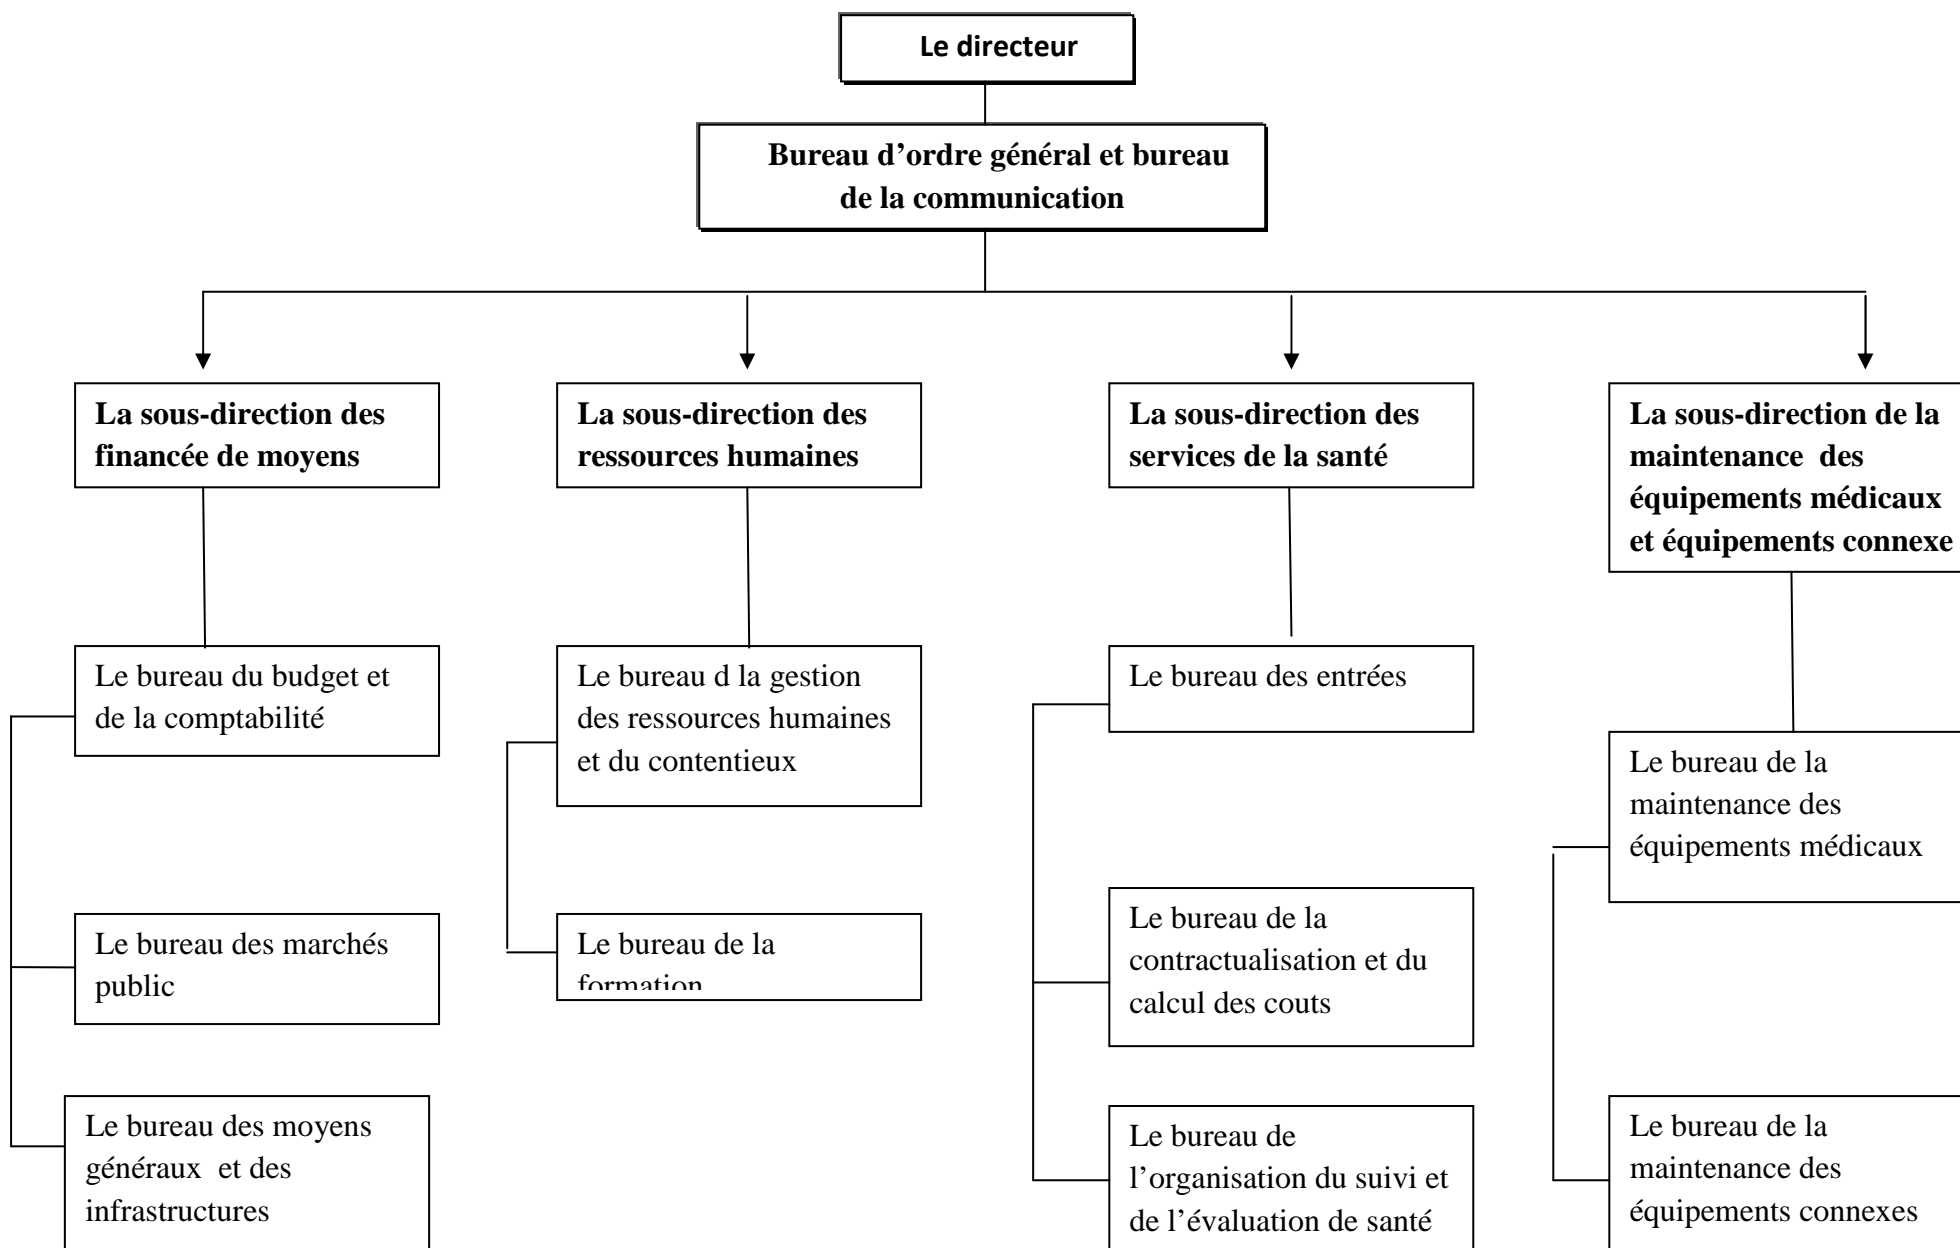 Le directeur
Bureau d’ordre général et bureau
de la communication
La sous-direction des
financée de moyens
La sous-direction des
ressources humaines
La sous-direction des
services de la santé
La sous-direction de la
maintenance  des
équipements médicaux
et équipements connexe
Le bureau du budget et
de la comptabilité
Le bureau d la gestion
des ressources humaines
et du contentieux
Le bureau des entrées
Le bureau de la
maintenance des
équipements médicaux
Le bureau des marchés
public
Le bureau de la
formation
Le bureau de la
contractualisation et du
calcul des couts
Le bureau des moyens
généraux  et des
infrastructures
Le bureau de
l’organisation du suivi et
de l’évaluation de santé
Le bureau de la
maintenance des
équipements connexes